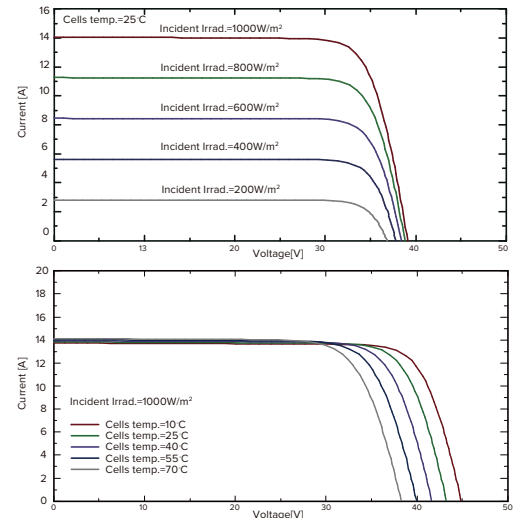 16
Cells temp.=25°C
Incident Irrad.=1000W/m²
14
12
Incident Irrad.=800W/m²
10
Current [A]
Incident Irrad.=600W/m²
8
6
Incident Irrad.=400W/m²
4
Incident Irrad.=200W/m²
2
0
0 13 20 30 40 50
Voltage[V]
20
18
16
14
12
Current [A]
10
Incident Irrad.=1000W/m²
8
Cells temp.=10°C
6
Cells temp.=25°C
Cells temp.=40°C
4
Cells temp.=55°C
Cells temp.=70°C
2
0
0 10 20 30 40 50
Voltage[V]